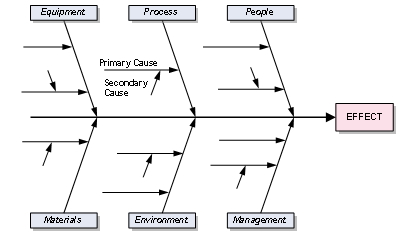 Equipment
Process
People
Primary Cause
Secondary
Cause
EFFECT
Materials
Environment
Management